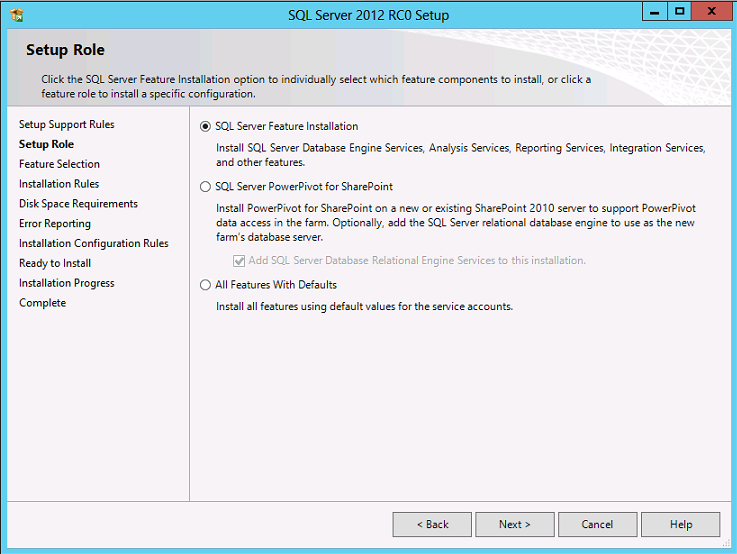 SQL Server 2012 RC0 Setup
Setup Role
Click the SQL Server Feature Installation option to individually select which feature components to install, or click a
feature role to install a specific configuration.
Setup Support Rules
Setup Role
Feature Selection
Installation Rules
Disk Space Requirements
Error Reporting
Installation Configuration Rules
Ready to Install
Installation Progress
Complete
SQL Server Feature Installation
Install SQL Server Database Engine Services, Analysis Services, Reporting Services, Integration Services,
and other features.
SQL Server PowerPivot for SharePoint
Install PowerPivot for SharePoint on a new or existing SharePoint 2010 server to support PowerPivot
data access in the farm. Optionally, add the SQL Server relational database engine to use as the new
farm's database server.
Add SQL Server Database Relational Engine Services to this installation.
All Features With Defaults
Install all features using default values for the service accounts.
< Back
Next >
Cancel
Help